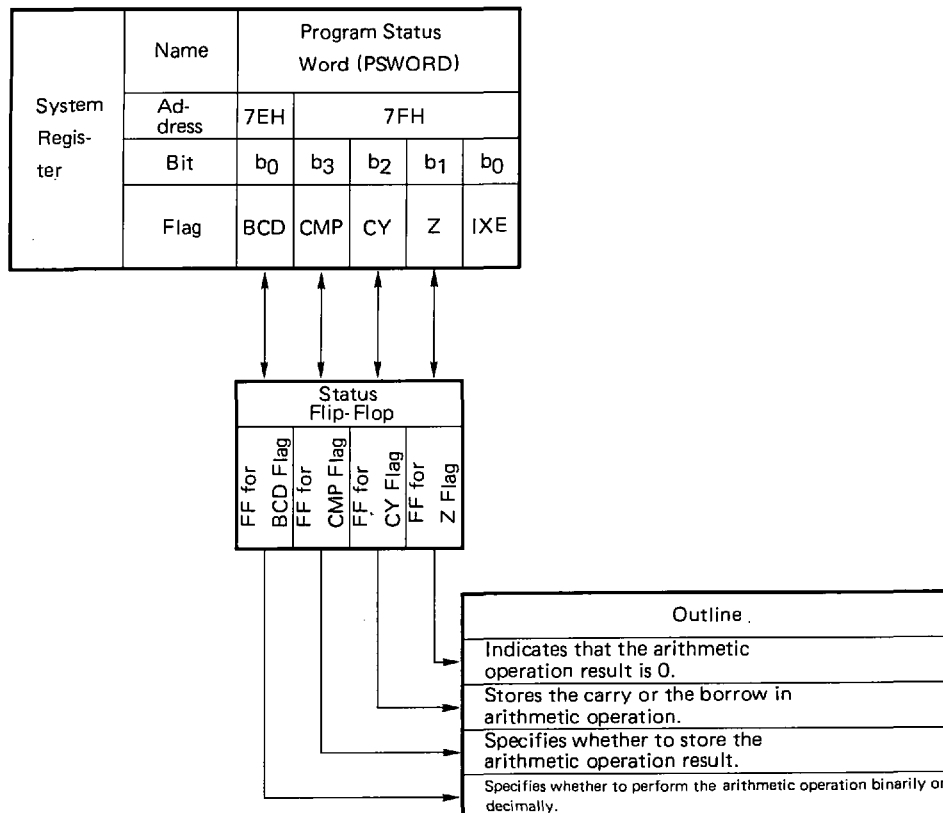 System
Regis-
ter
Name
Program Status
Word (PSWORD)
Ad-
dress
7EH
7FH
Bit
b0
b3
b2
b1
b0
Flag
BCD
CMP
CY
Z
IXE
Status
Flip-Flop
FF for
BCD Flag
FF for
CMP Flag
FF for
CY Flag
FF for
Z Flag
Outline
Indicates that the arithmetic
operation result is 0.
Stores the carry or the borrow in
arithmetic operation.
Specifies whether to store the
arithmetic operation result.
Specifies whether to perform the arithmetic operation binarily or
decimally.